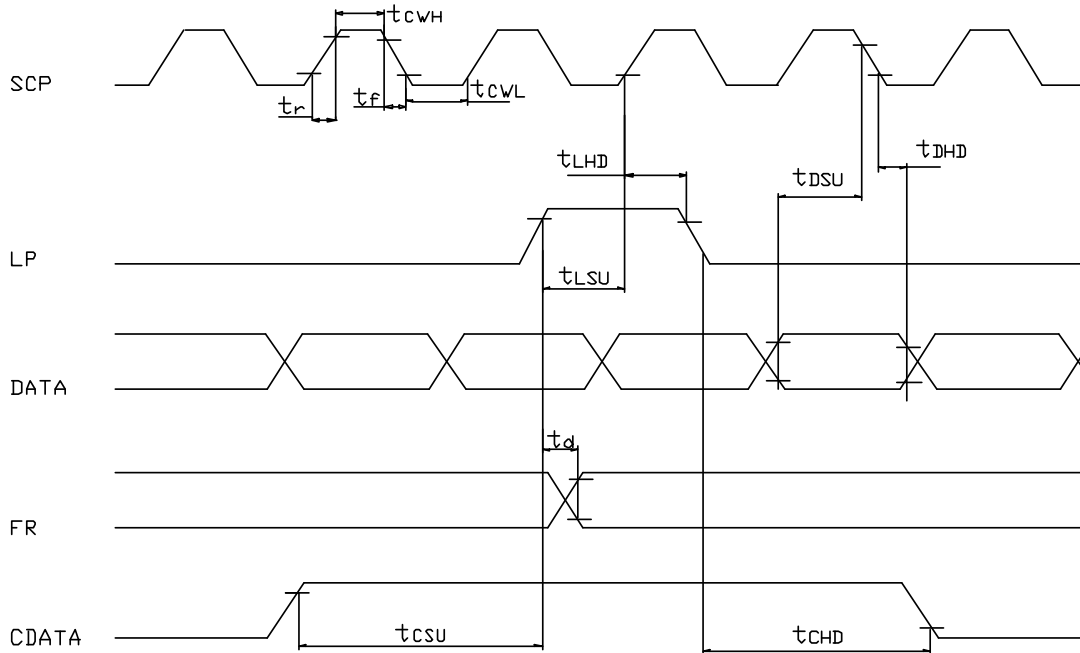 tCWH
SCP
tr
tf
tCWL
tLHD
tDSU
tDHD
LP
tLSU
DATA
td
FR
CDATA
tCSU
tCHD